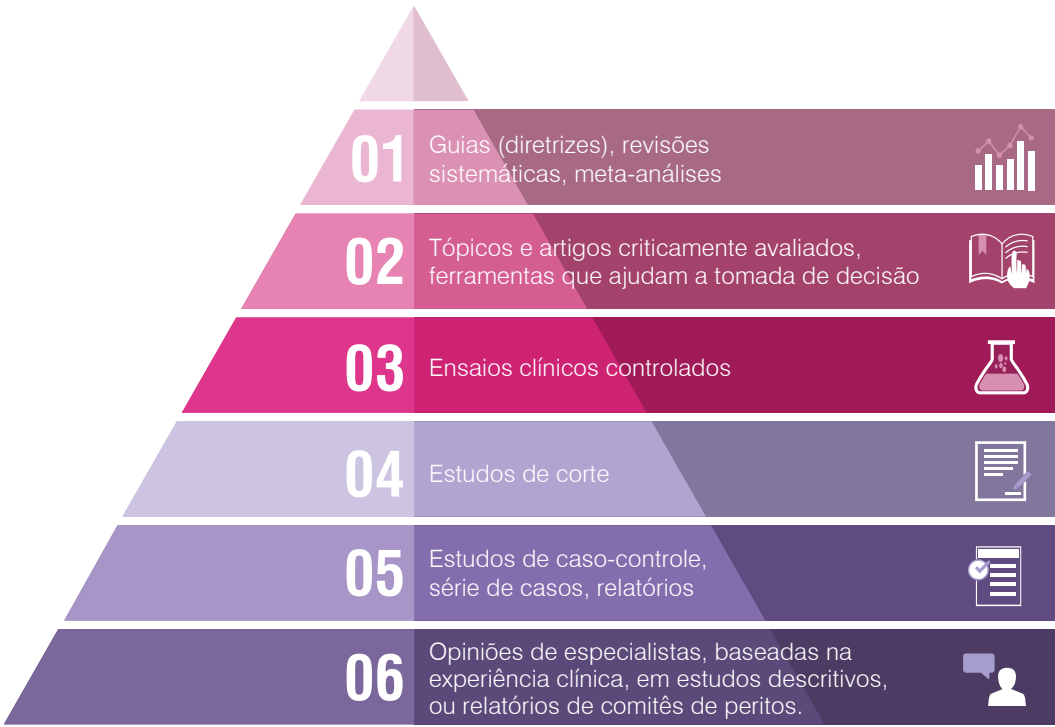 01
Guias (diretrizes), revisões
sistemáticas, meta-análises
02
Tópicos e artigos criticamente avaliados,
ferramentas que ajudam a tomada de decisão
03
Ensaios clínicos controlados
04
Estudos de corte
05
Estudos de caso-controle,
série de casos, relatórios
06
Opiniões de especialistas, baseadas na
experiência clínica, em estudos descritivos,
ou relatórios de comitês de peritos.